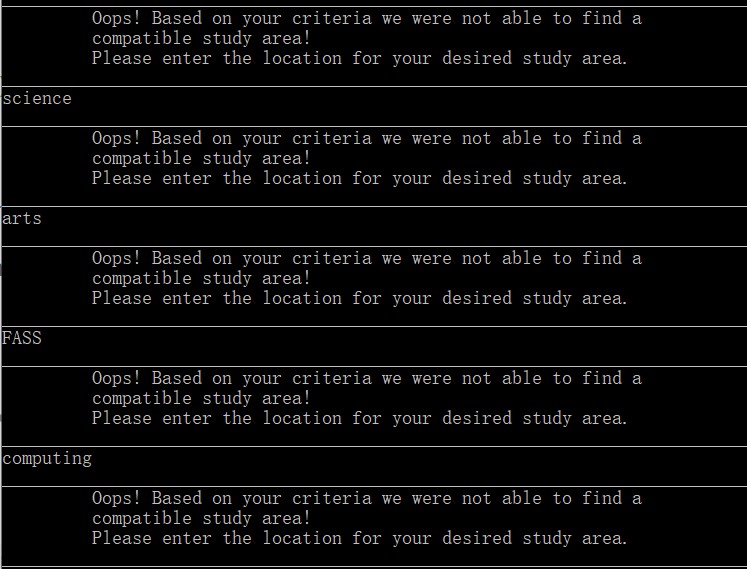 Oops! Based on your criteria we were not able to find a
compatible study area!
Please enter the location for your desired study area.
science
Oops! Based on your criteria we were not able to find a
compatible study area!
Please enter the location for your desired study area.
arts
Oops! Based on your criteria we were not able to find a
compatible study area!
Please enter the location for your desired study area.
FASS
Oops! Based on your criteria we were not able to find a
compatible study area!
Please enter the location for your desired study area.
computing
Oops! Based on your criteria we were not able to find a
compatible study area!
Please enter the location for your desired study area.